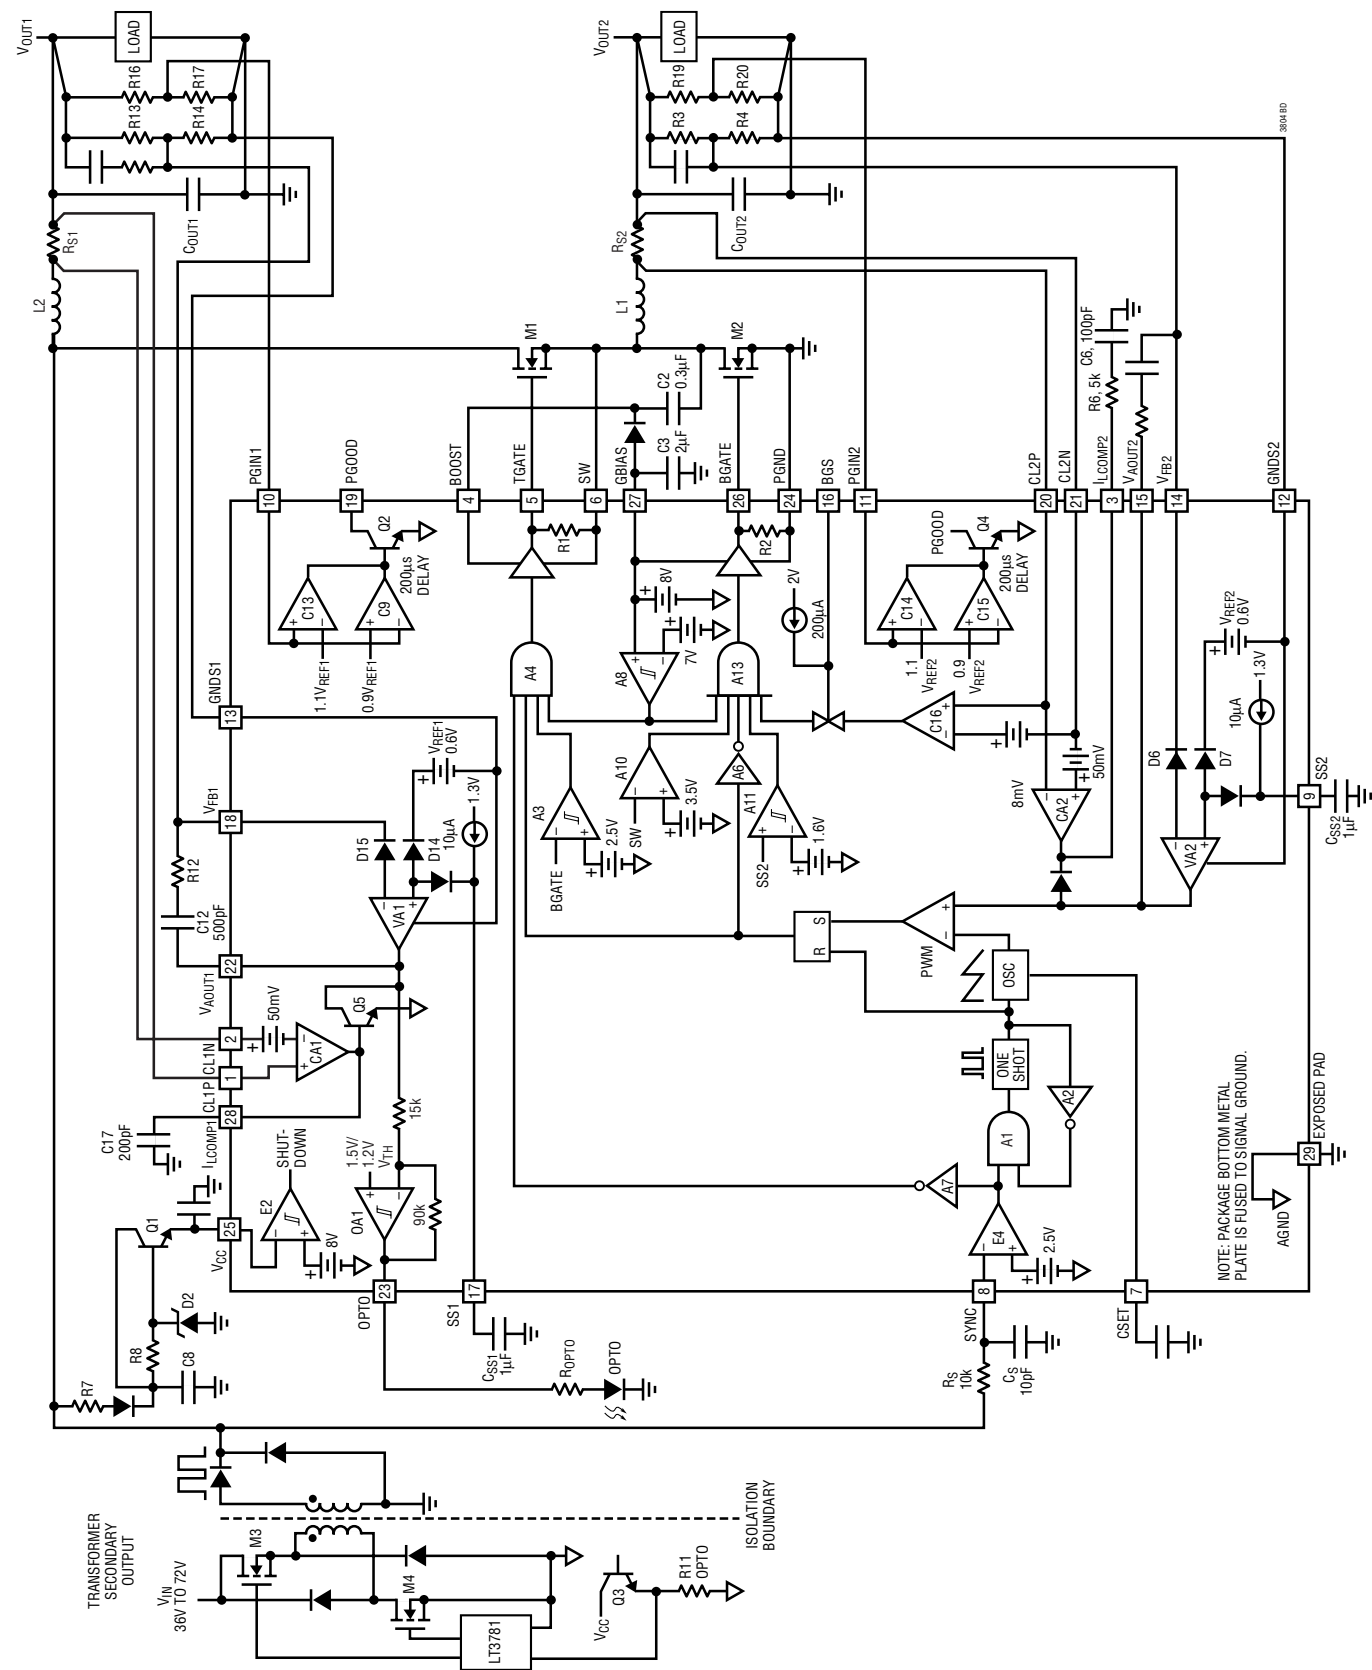 TRANSFORMER
SECONDARY
OUTPUT
VIN
36V TO 72V
M3
M4
LT3781
VCC
Q3
R11
OPTO
ISOLATION
BOUNDARY
R7
R8
C8
D2
Q1
VCC
25
C17
200pF
ILCOMP1
28
CL1P
1
CL1N
2
VAOUT1
22
C12
500pF
R12
VFB1
18
GNDS1
13
L2
RS1
COUT1
VOUT1
LOAD
R16
R17
R13
R14
E2
–
+
SHUT-
DOWN
+
8V
50mV
+
CA1
+
–
Q5
VA1
–
+
D15
D14
VREF1
0.6V
+
10µA
1.3V
15k
1.5V/
1.2V
VTH
OA1
+
–
90k
OPTO
23
SS1
17
CSS1
1µF
ROPTO
OPTO
1.1VREF1
0.9VREF1
C13
+
–
C9
+
–
200µs
DELAY
Q2
PGIN1
10
PGOOD
19
BOOST
4
TGATE
5
SW
6
GBIAS
27
BGATE
26
PGND
24
BGS
16
PGIN2
11
CL2P
20
CL2N
21
ILCOMP2
3
VAOUT2
15
VFB2
14
GNDS2
12
M1
M2
C2
0.3µF
C3
2µF
L1
RS2
COUT2
VOUT2
LOAD
R19
R20
R3
R4
R6, 5k
C6, 100pF
3804 BD
A4
R1
A3
–
+
BGATE
+
2.5V
A8
+
–
+
8V
7V
+
A10
–
+
SW
+
3.5V
A13
R2
A6
A11
+
–
SS2
+
1.6V
200µA
2V
C16
–
+
1.1
VREF2
0.9
VREF2
C14
+
–
C15
+
–
200µs
DELAY
PGOOD
Q4
R
S
PWM
–
+
OSC
8mV
+
50mV
+
CA2
–
+
D6
D7
VREF2
0.6V
+
10µA
1.3V
VA2
–
+
SS2
9
CSS2
1µF
ONE
SHOT
A1
A2
A7
E4
–
+
+
2.5V
SYNC
8
RS
10k
CS
10pF
CSET
7
NOTE: PACKAGE BOTTOM METAL
PLATE IS FUSED TO SIGNAL GROUND.
AGND
29
EXPOSED PAD